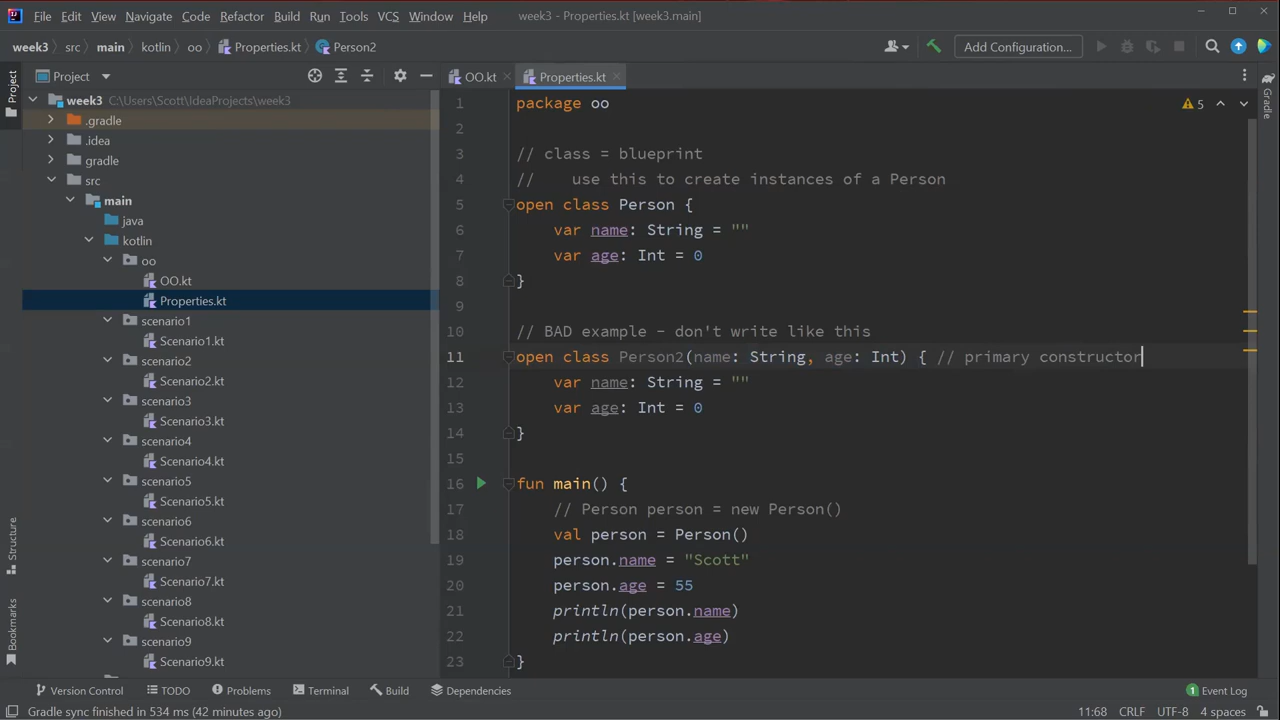 File Edit View Navigate Code Refactor Build Run Tools VCS Window Help week3 - Properties.kt [week3.main]
week3 src main kotlin oo Properties.kt Person2 Add Configuration...
Project OO.kt Properties.kt
Project
Gradle
Structure
Bookmarks
week3 C:\Users\Scott\IdeaProjects\week3
.gradle
.idea
gradle
src
main
java
kotlin
oo
OO.kt
Properties.kt
scenario1
Scenario1.kt
scenario2
Scenario2.kt
scenario3
Scenario3.kt
scenario4
Scenario4.kt
scenario5
Scenario5.kt
scenario6
Scenario6.kt
scenario7
Scenario7.kt
scenario8
Scenario8.kt
scenario9
Scenario9.kt
5
1 package oo
2
3 // class = blueprint
4 //    use this to create instances of a Person
5 open class Person {
6     var name: String = ""
7     var age: Int = 0
8 }
9
10 // BAD example - don't write like this
11 open class Person2(name: String, age: Int) { // primary constructor
12     var name: String = ""
13     var age: Int = 0
14 }
15
16 fun main() {
17     // Person person = new Person()
18     val person = Person()
19     person.name = "Scott"
20     person.age = 55
21     println(person.name)
22     println(person.age)
23 }
Version Control TODO Problems Terminal Build Dependencies 1 Event Log
Gradle sync finished in 534 ms (42 minutes ago) 11:68 CRLF UTF-8 4 spaces